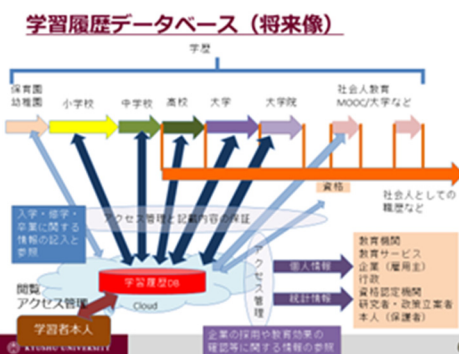 学習履歴データベース（将来像）
学歴
保育園
幼稚園
小学校
中学校
高校
大学
大学院
社会人教育
MOOC/大学など
資格
社会人としての
職歴など
入学・修学・
卒業に関する
情報の記入と
参照
アクセス管理と記載内容の保証
学習履歴DB
Cloud
閲覧
アクセス管理
学習者本人
アクセス管理
個人情報
統計情報
教育機関
教育サービス
企業（雇用主）
行政
資格認定機関
研究者・政策立案者
本人（保護者）
企業の採用や教育効果の
確認等に関する情報の参照
KYUSHU UNIVERSITY